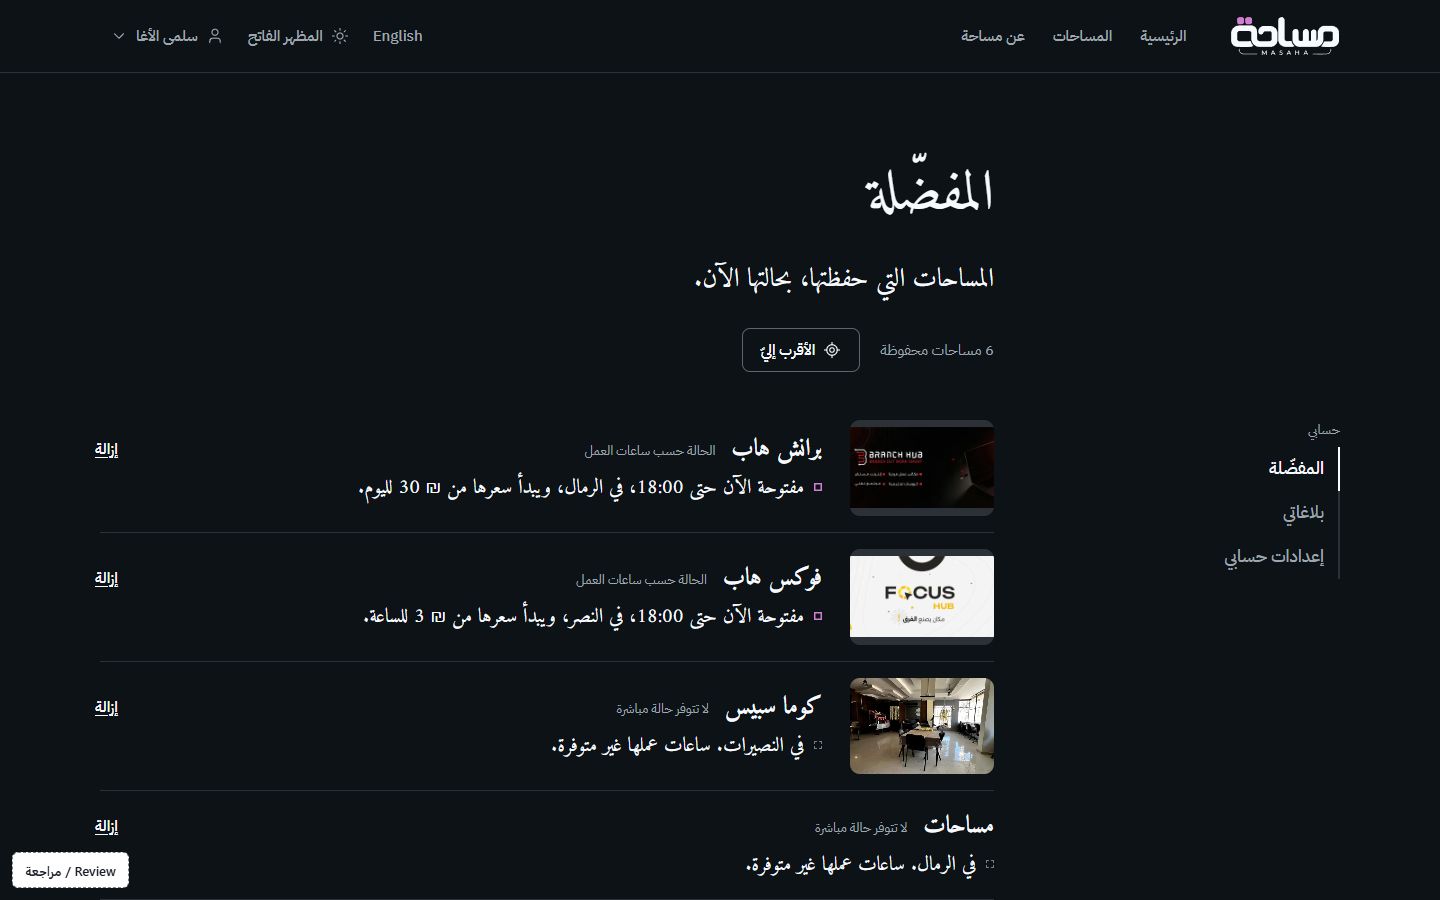 مساحة
MASAHA
الرئيسية
المساحات
عن مساحة
English
المظهر الفاتح
سلمى الأغا
المفضّلة
المساحات التي حفظتها، بحالتها الآن.
6 مساحات محفوظة
الأقرب إليّ
حسابي
المفضّلة
بلاغاتي
إعدادات حسابي
BRANCH HUB
برانش هاب
الحالة حسب ساعات العمل
مفتوحة الآن حتى 18:00، في الرمال، ويبدأ سعرها من ₪ 30 لليوم.
إزالة
FOCUS
HUB
مكان يصنع الفرق
فوكس هاب
الحالة حسب ساعات العمل
مفتوحة الآن حتى 18:00، في النصر، ويبدأ سعرها من ₪ 3 للساعة.
إزالة
كوما سبيس
لا تتوفر حالة مباشرة
في النصيرات. ساعات عملها غير متوفرة.
إزالة
مساحات
لا تتوفر حالة مباشرة
في الرمال. ساعات عملها غير متوفرة.
إزالة
Review / مراجعة